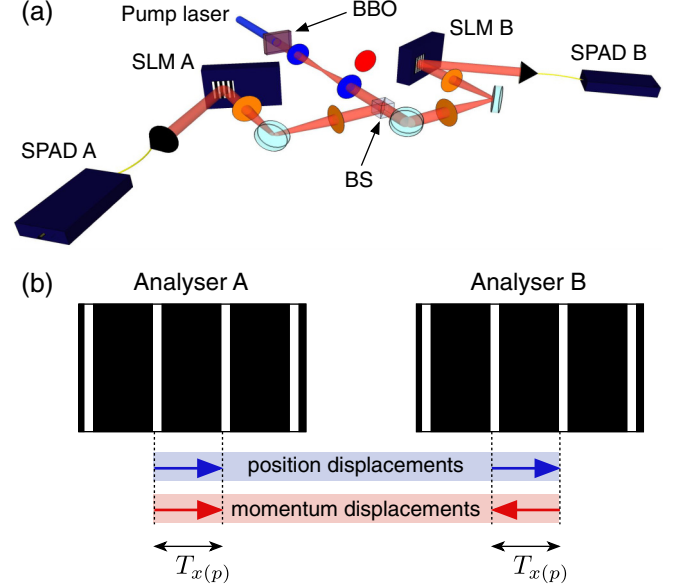 (a)
Pump laser
BBO
SLM B
SLM A
SPAD B
SPAD A
BS
(b)
Analyser A
Analyser B
position displacements
momentum displacements
T_{x(p)}
T_{x(p)}